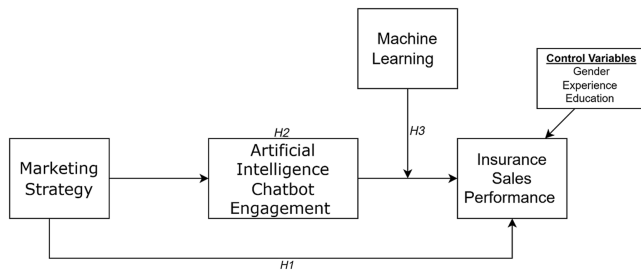 Machine
Learning
Control Variables
Gender
Experience
Education
H2
H3
Marketing
Strategy
Artificial
Intelligence
Chatbot
Engagement
Insurance
Sales
Performance
H1